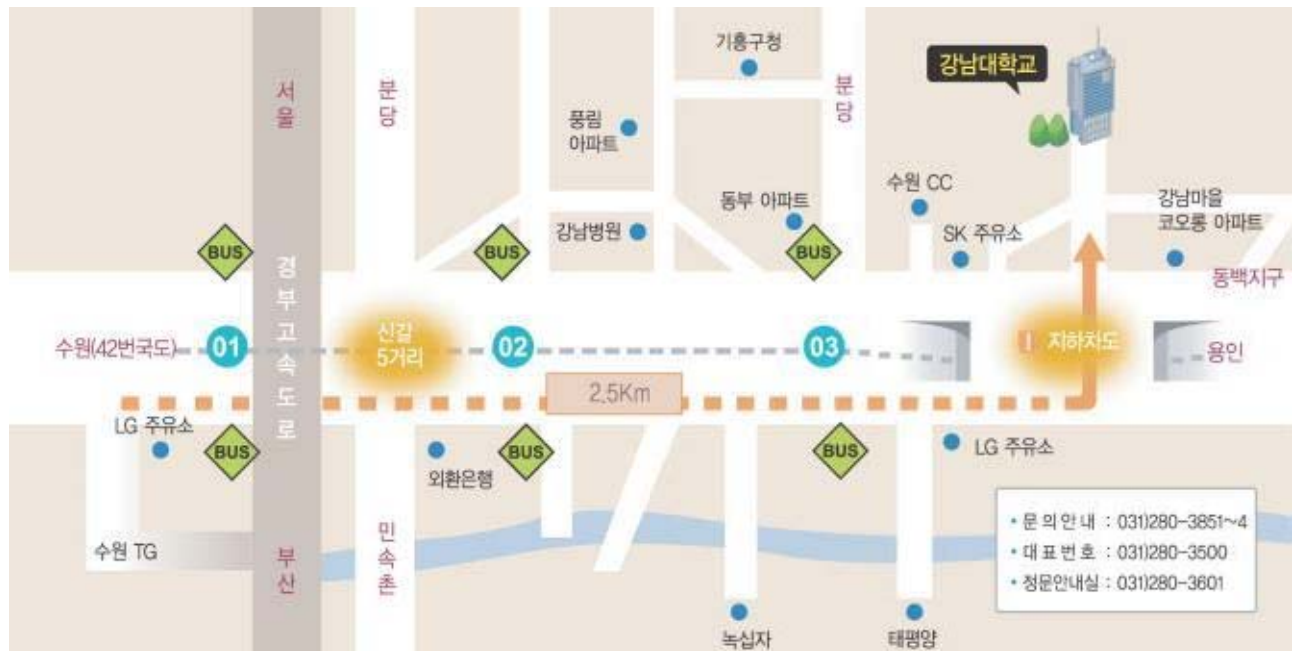 기흥구청
강남대학교
서울
분당
분당
풍림
아파트
수원 CC
동부 아파트
강남마을
코오롱 아파트
강남병원
SK 주유소
BUS
BUS
BUS
동백지구
경부고속도로
수원(42번국도)
01
신갈
5거리
02
03
지하차도
용인
2.5Km
LG 주유소
BUS
BUS
BUS
외환은행
LG 주유소
수원 TG
부산
민속촌
• 문의안내 : 031)280-3851~4
• 대표번호 : 031)280-3500
• 정문안내실 : 031)280-3601
녹십자
태평양